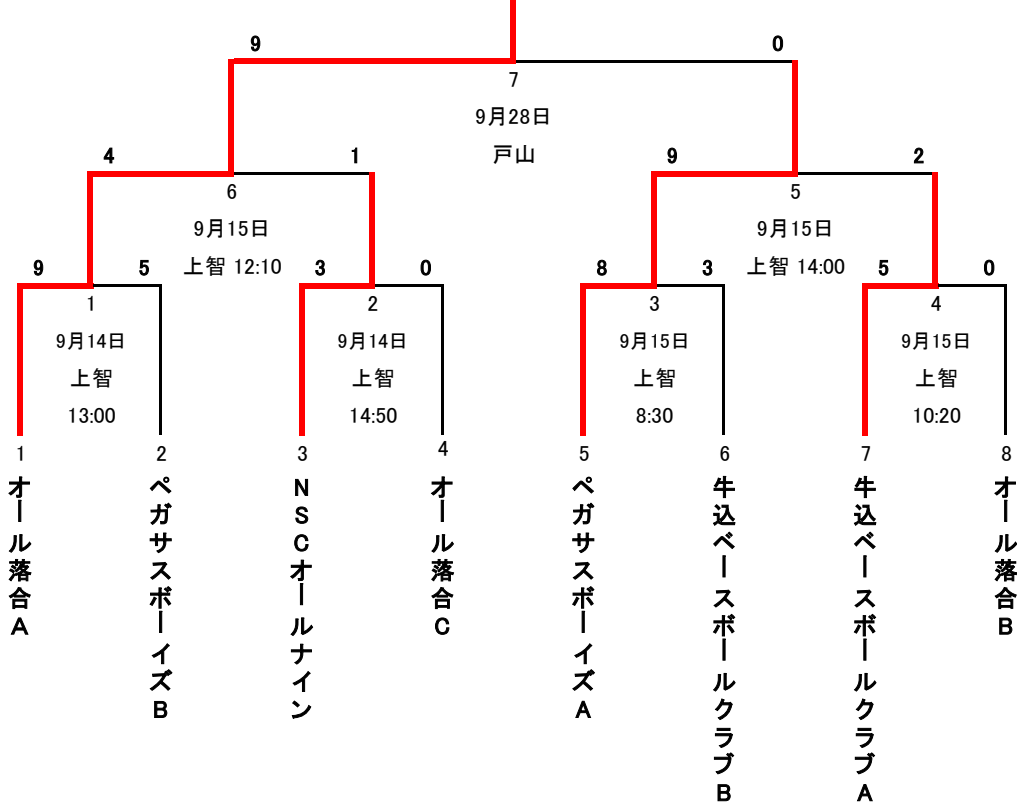 9 0
7
9月28日
戸山
4 1
6
9月15日
上智 12:10
9 2
5
9月15日
上智 14:00
9 5
1
9月14日
上智
13:00
3 0
2
9月14日
上智
14:50
8 3
3
9月15日
上智
8:30
5 0
4
9月15日
上智
10:20
1
オール落合A
2
ペガサスボーイズB
3
NSCオールナイン
4
オール落合C
5
ペガサスボーイズA
6
牛込ベースボールクラブB
7
牛込ベースボールクラブA
8
オール落合B